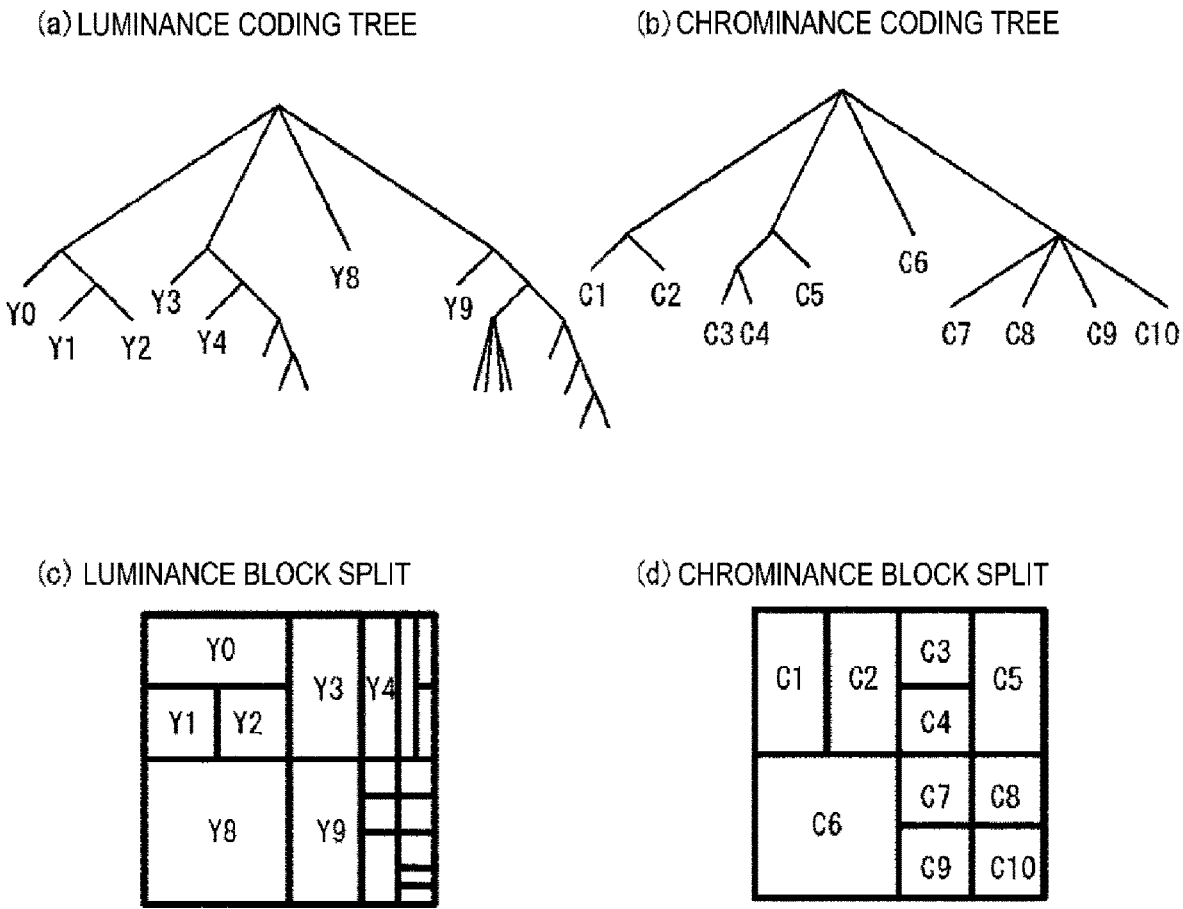 (a) LUMINANCE CODING TREE
(b) CHROMINANCE CODING TREE
Y0
Y1
Y2
Y3
Y4
Y8
Y9
C1
C2
C3
C4
C5
C6
C7
C8
C9
C10
(c) LUMINANCE BLOCK SPLIT
(d) CHROMINANCE BLOCK SPLIT
Y0
Y1
Y2
Y3
Y4
Y8
Y9
C1
C2
C3
C4
C5
C6
C7
C8
C9
C10